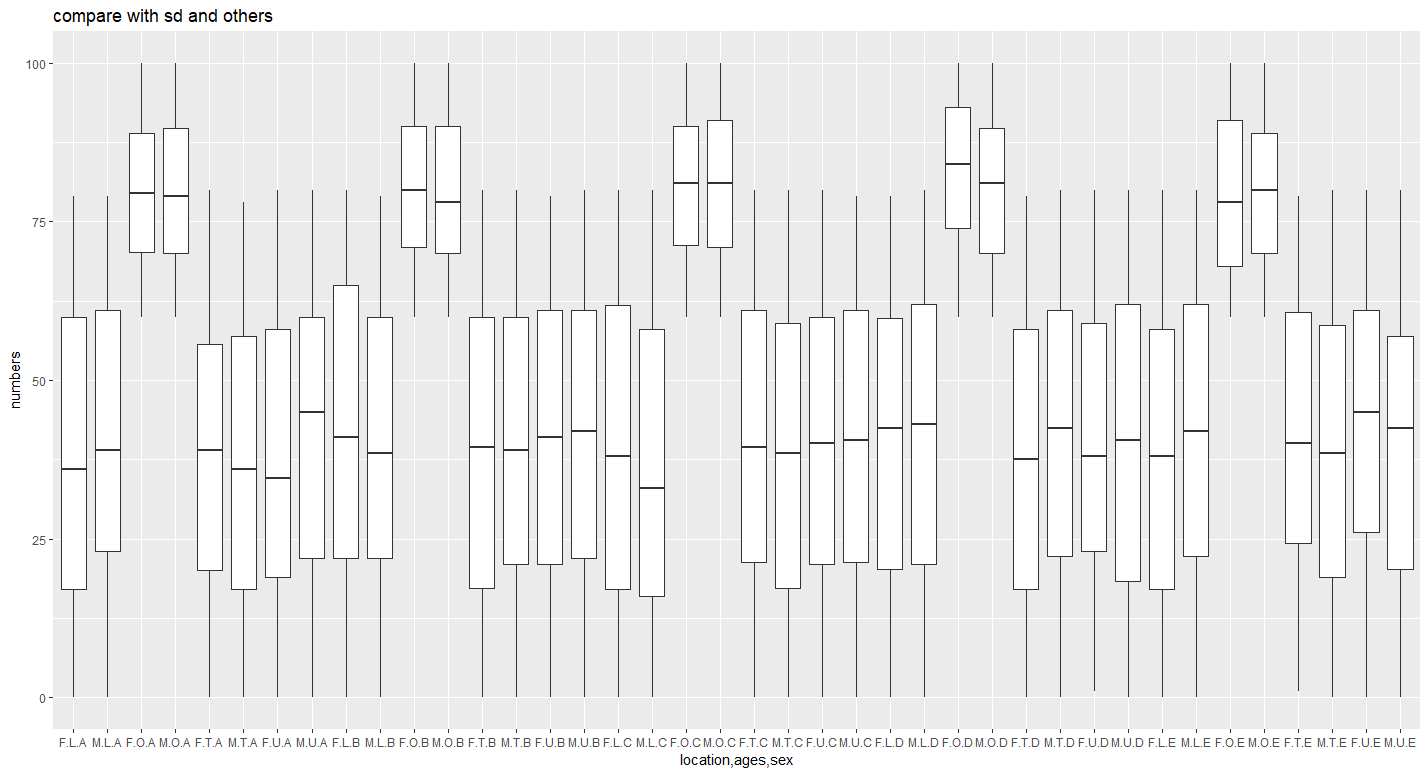 compare with sd and others
100
75
50
25
0
numbers
F.L.A M.L.A F.O.A M.O.A F.T.A M.T.A F.U.A M.U.A F.L.B M.L.B F.O.B M.O.B F.T.B M.T.B F.U.B M.U.B F.L.C M.L.C F.O.C M.O.C F.T.C M.T.C F.U.C M.U.C F.L.D M.L.D F.O.D M.O.D F.T.D M.T.D F.U.D M.U.D F.L.E M.L.E F.O.E M.O.E F.T.E M.T.E F.U.E M.U.E
location,ages,sex